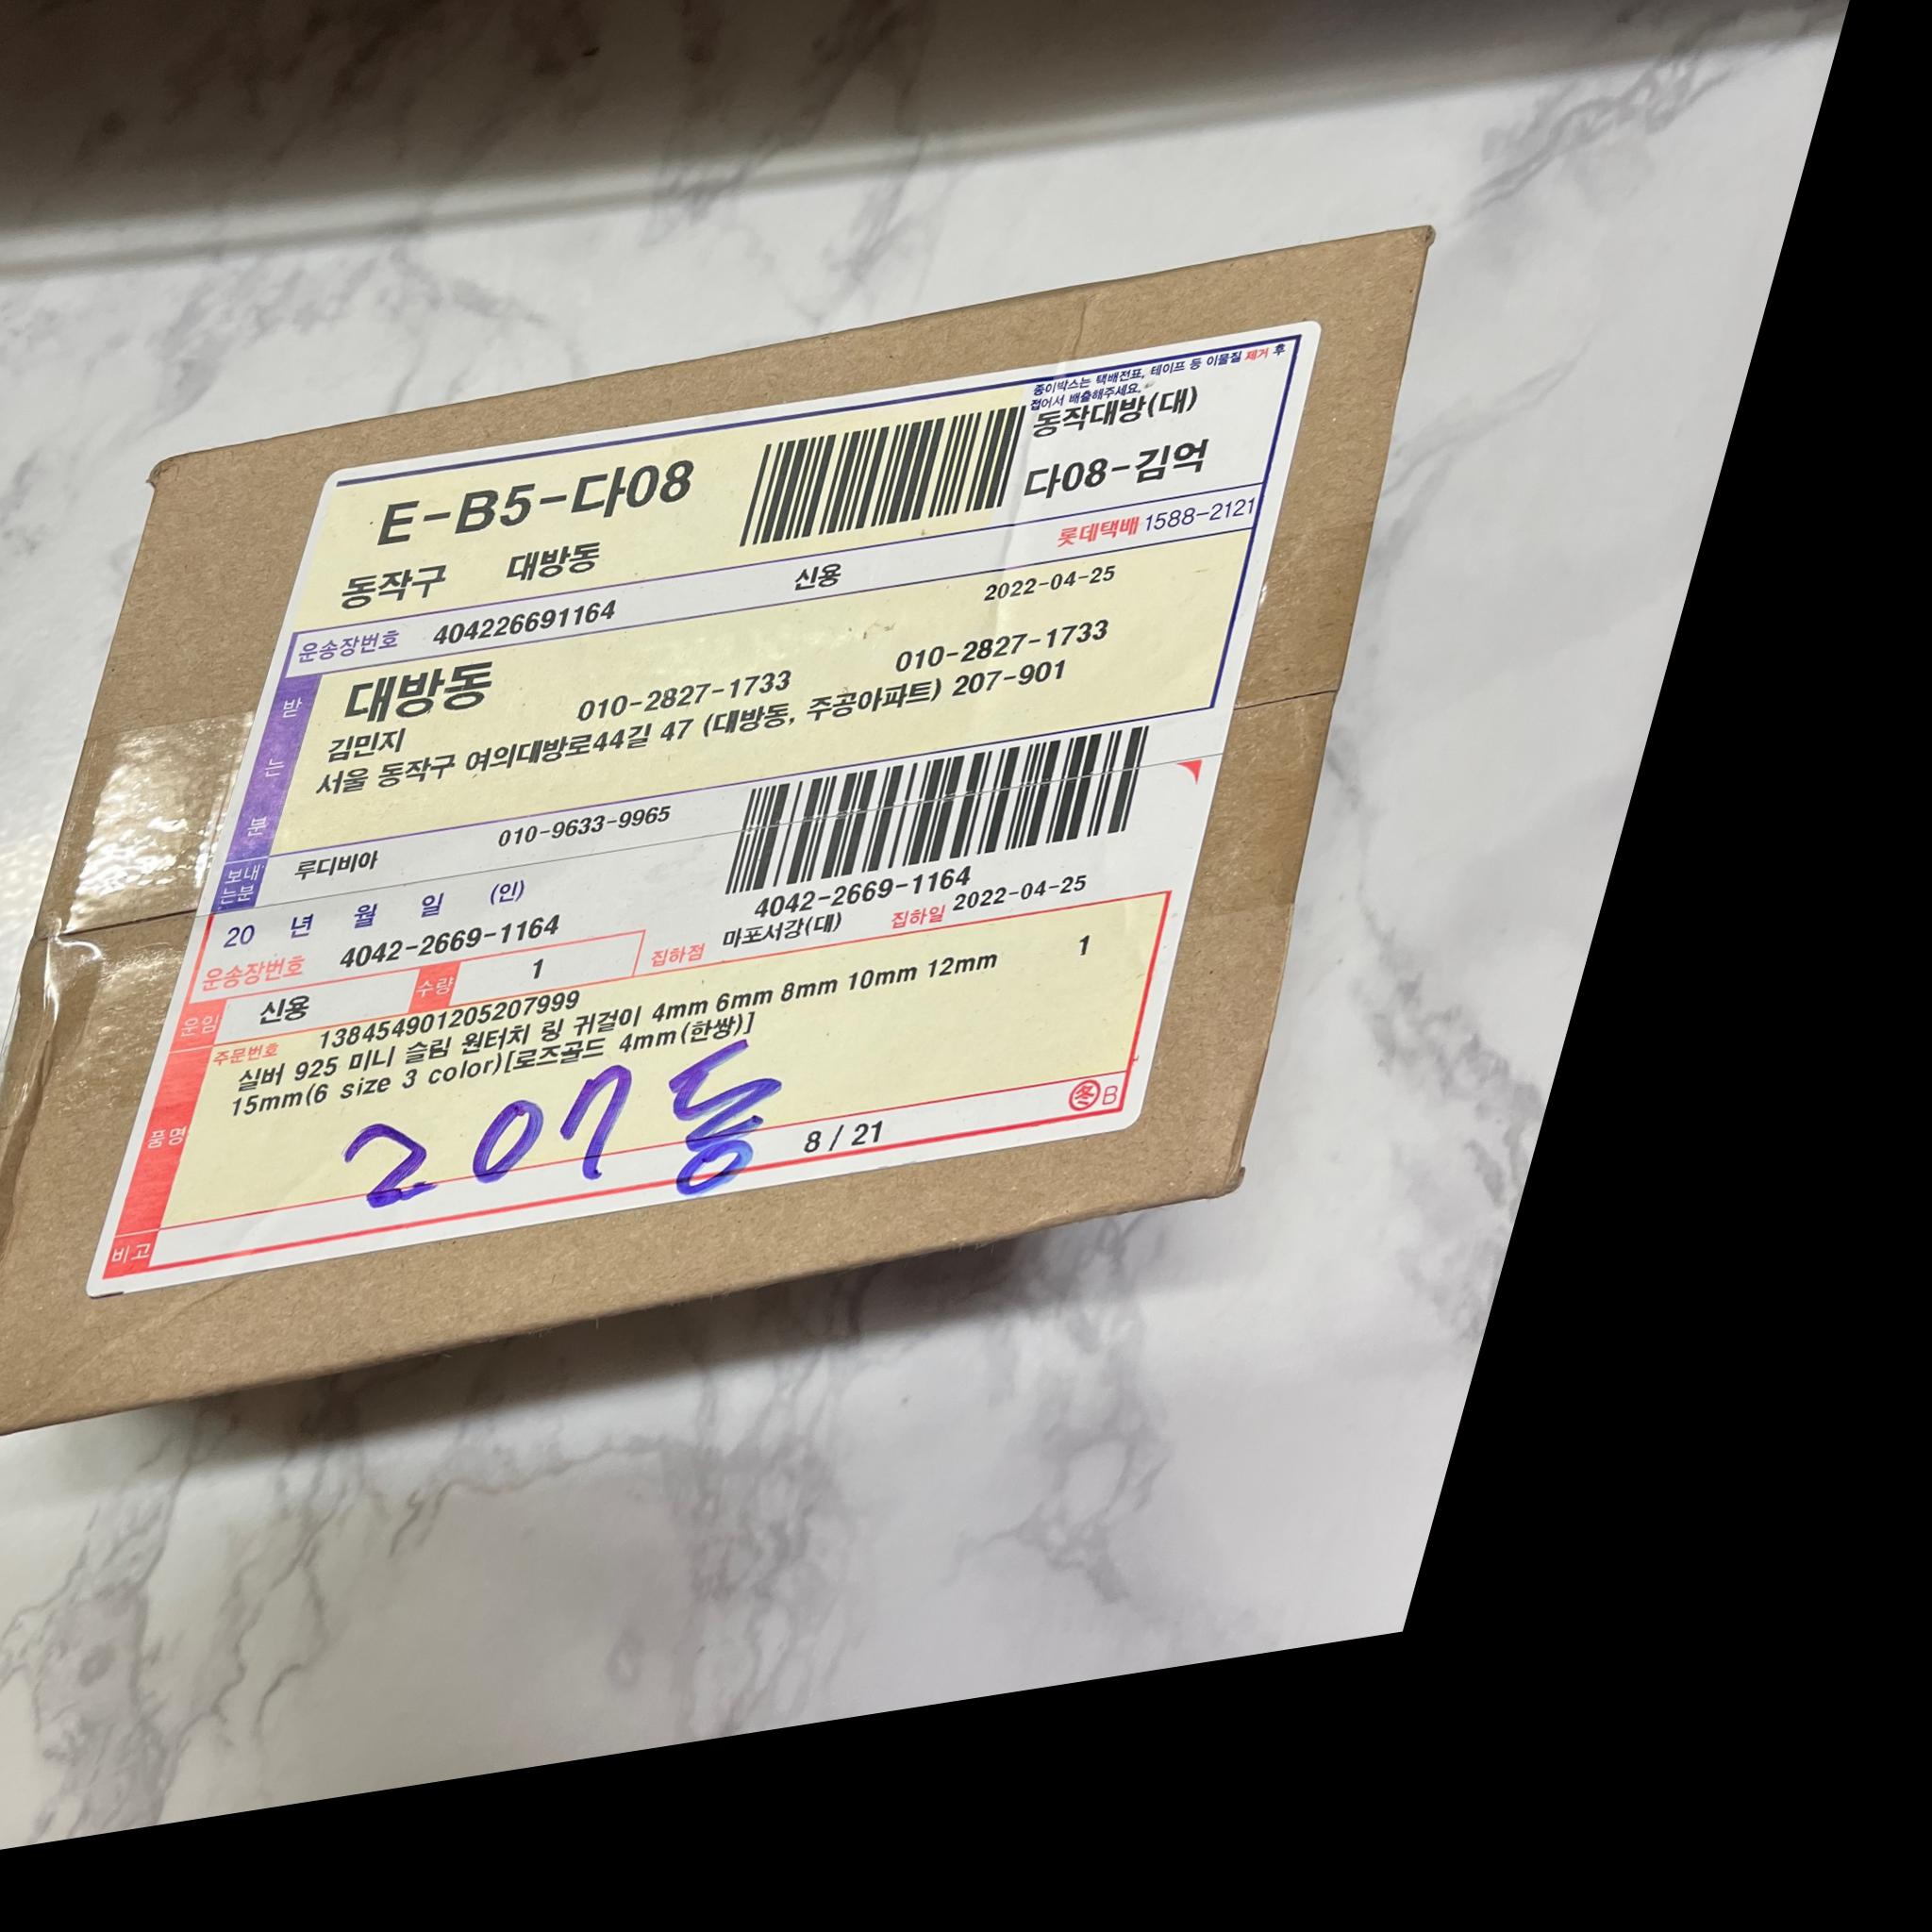 종이박스는 택배전표, 테이프 등 이물질 제거 후
접어서 배출해주세요.
E-B5-다08
동작대방(대)
다08-김억
동작구 대방동
롯데택배 1588-2121
운송장번호 404226691164 신용 2022-04-25
받는분
대방동 010-2827-1733 010-2827-1733
김민지
서울 동작구 여의대방로44길 47 (대방동, 주공아파트) 207-901
보내는분 루디비아 010-9633-9965
20 년 월 일 (인)
4042-2669-1164
운송장번호 4042-2669-1164 집하점 마포서강(대) 집하일 2022-04-25
운임 신용 수량 1
주문번호 138454901205207999
품명
실버 925 미니 슬림 원터치 링 귀걸이 4mm 6mm 8mm 10mm 12mm 1
15mm(6 size 3 color)[로즈골드 4mm(한쌍)]
207동
8 / 21
冬B
비고